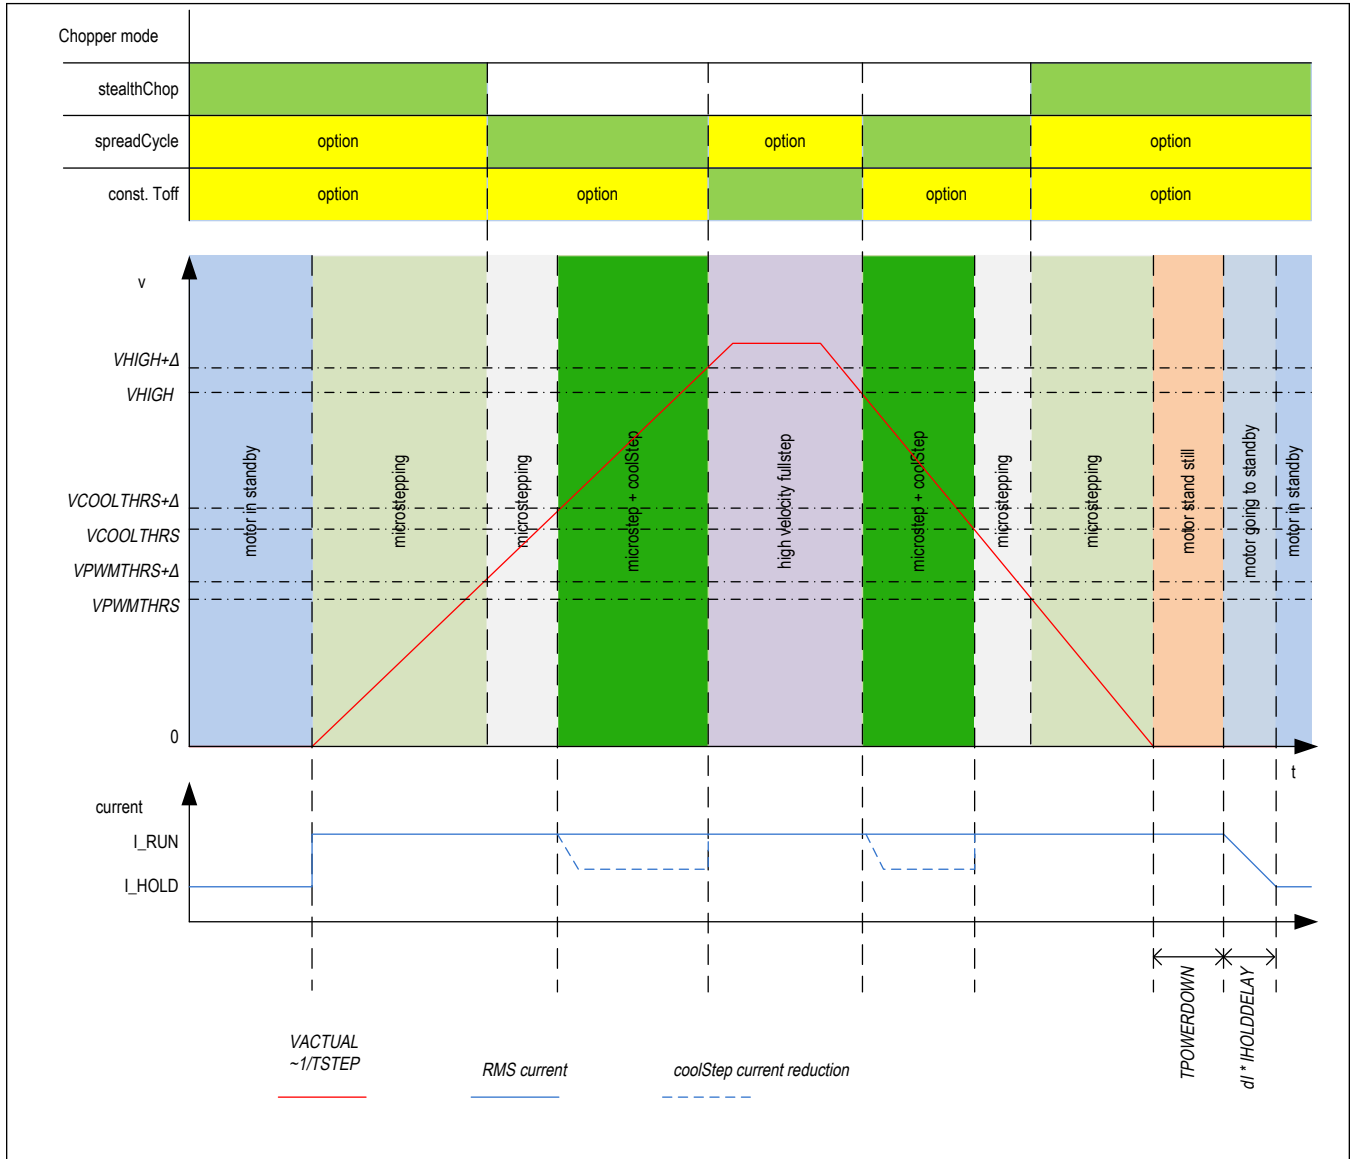 Chopper mode
stealthChop
spreadCycle
option
option
option
const. Toff
option
option
option
option
option
v
VHIGH+Δ
VHIGH
VCOOLTHRS+Δ
VCOOLTHRS
VPWMTHRS+Δ
VPWMTHRS
0
motor in standby
microstepping
microstepping
microstep + coolStep
high velocity fullstep
microstep + coolStep
microstepping
microstepping
motor stand still
motor going to standby
motor in standby
t
current
I_RUN
I_HOLD
TPOWERDOWN
dI * IHOLDDELAY
VACTUAL
~1/TSTEP
RMS current
coolStep current reduction